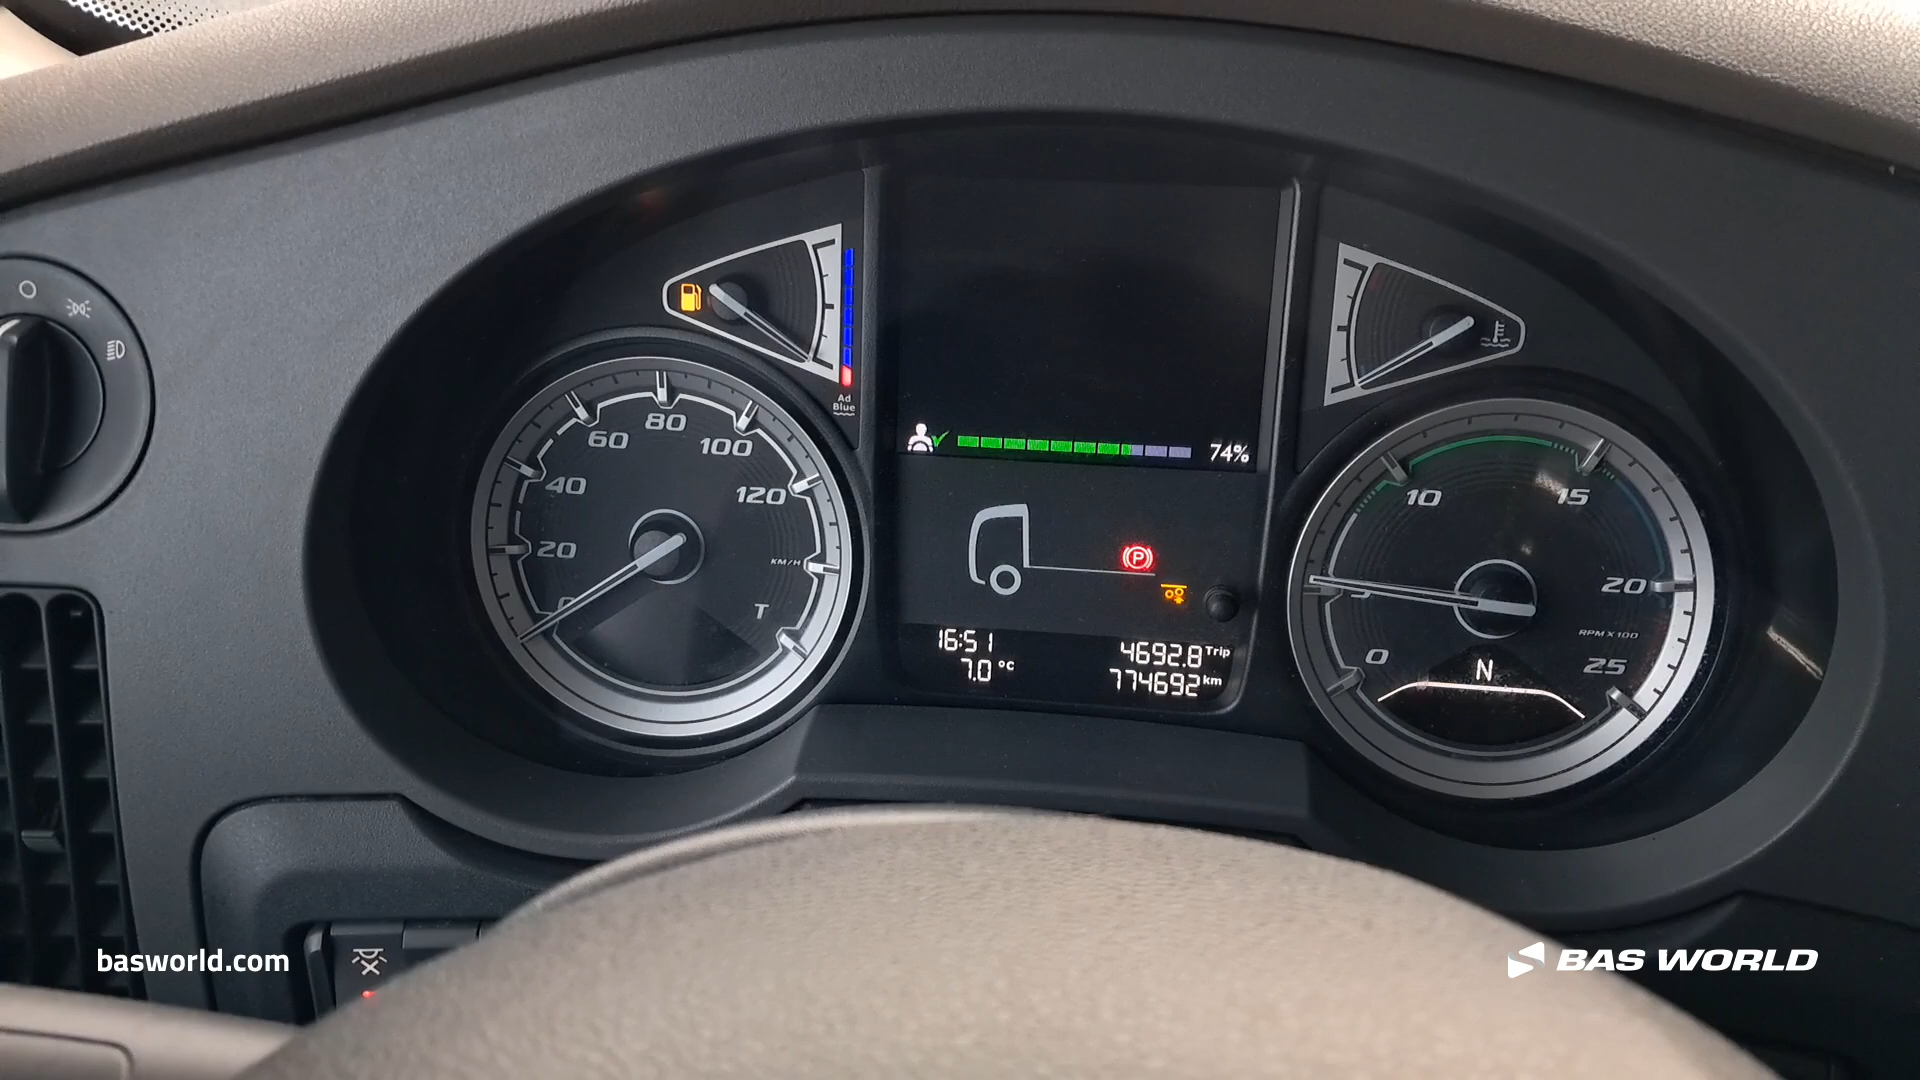 Ad
Blue
20
40
60
80
100
120
KM/H
T
74%
P
16:51
7.0 °C
4692.8 Trip
774692 km
0
10
15
20
25
RPM X 100
N
basworld.com
BAS WORLD